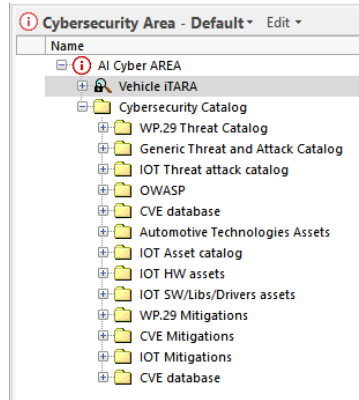 Cybersecurity Area - Default Edit
Name
AI Cyber AREA
Vehicle iTARA
Cybersecurity Catalog
WP.29 Threat Catalog
Generic Threat and Attack Catalog
IOT Threat attack catalog
OWASP
CVE database
Automotive Technologies Assets
IOT Asset catalog
IOT HW assets
IOT SW/Libs/Drivers assets
WP.29 Mitigations
CVE Mitigations
IOT Mitigations
CVE database